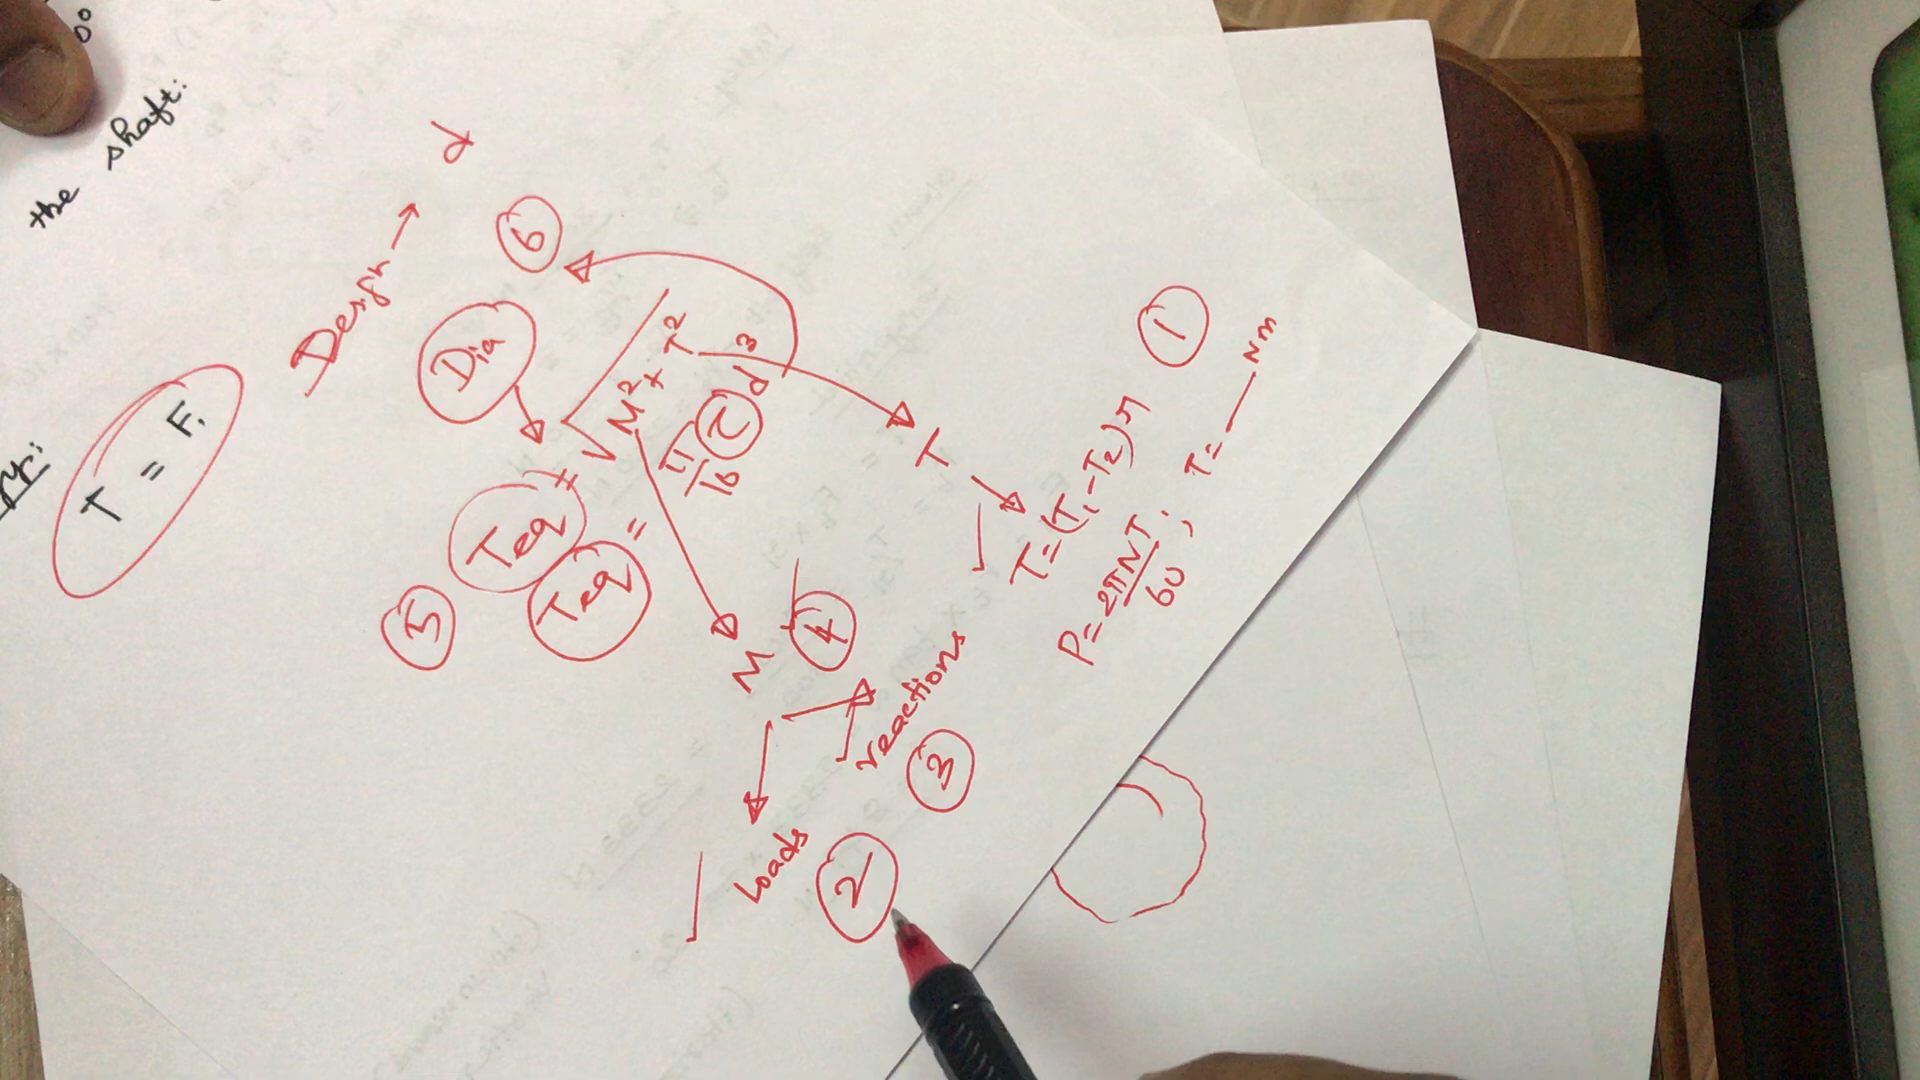 0°
the shaft:
T = F.
Design → d
6
Dia
5
Teq = √M²+T²
Teq = π/16 τ d³
T
T=(T₁-T₂)r
1
P=2πNT/60; T= — Nm
M
4
reactions
3
Loads
2